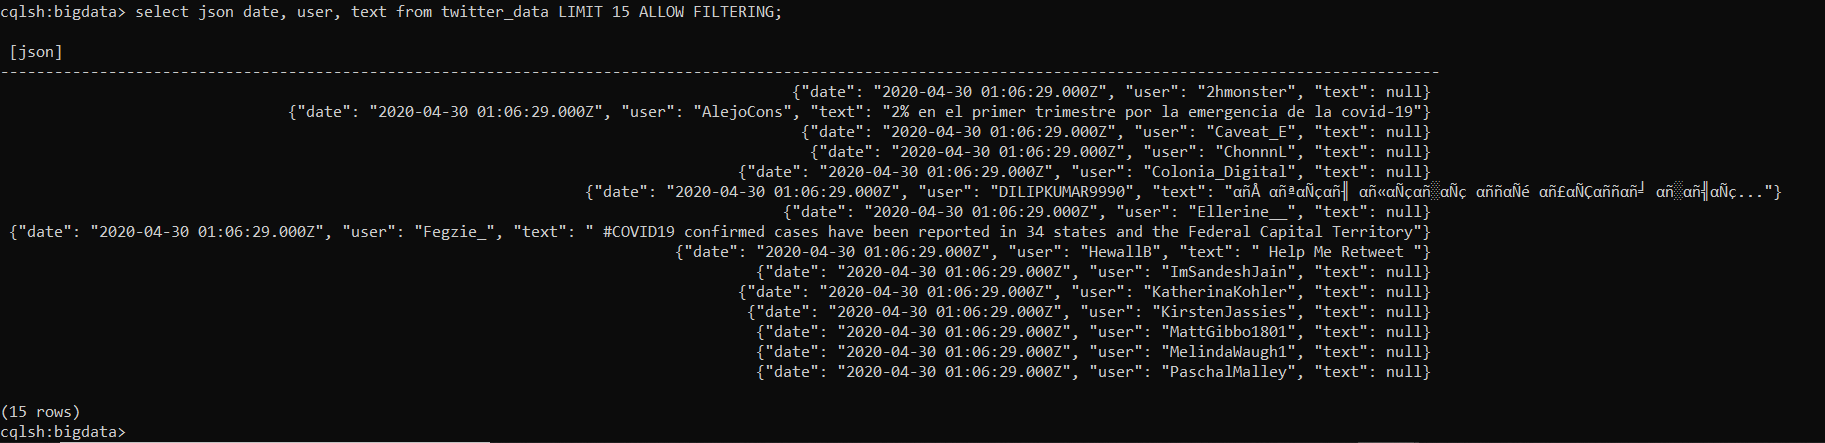 cqlsh:bigdata> select json date, user, text from twitter_data LIMIT 15 ALLOW FILTERING;
[json]
--------------------------------------------------------------------------------------------------------------------------------------------------------------
{"date": "2020-04-30 01:06:29.000Z", "user": "2hmonster", "text": null}
{"date": "2020-04-30 01:06:29.000Z", "user": "AlejoCons", "text": "2% en el primer trimestre por la emergencia de la covid-19"}
{"date": "2020-04-30 01:06:29.000Z", "user": "Caveat_E", "text": null}
{"date": "2020-04-30 01:06:29.000Z", "user": "ChonnnL", "text": null}
{"date": "2020-04-30 01:06:29.000Z", "user": "Colonia_Digital", "text": null}
{"date": "2020-04-30 01:06:29.000Z", "user": "DILIPKUMAR9990", "text": "αñÅ αñªαÑçαñ╢ αñ«αÑçαñ░αÑç αññαÑé αñ£αÑÇαññαñ╛ αñ░αñ╣αÑç..."}
{"date": "2020-04-30 01:06:29.000Z", "user": "Ellerine__", "text": null}
{"date": "2020-04-30 01:06:29.000Z", "user": "Fegzie_", "text": " #COVID19 confirmed cases have been reported in 34 states and the Federal Capital Territory"}
{"date": "2020-04-30 01:06:29.000Z", "user": "HewallB", "text": " Help Me Retweet "}
{"date": "2020-04-30 01:06:29.000Z", "user": "ImSandeshJain", "text": null}
{"date": "2020-04-30 01:06:29.000Z", "user": "KatherinaKohler", "text": null}
{"date": "2020-04-30 01:06:29.000Z", "user": "KirstenJassies", "text": null}
{"date": "2020-04-30 01:06:29.000Z", "user": "MattGibbo1801", "text": null}
{"date": "2020-04-30 01:06:29.000Z", "user": "MelindaWaugh1", "text": null}
{"date": "2020-04-30 01:06:29.000Z", "user": "PaschalMalley", "text": null}
(15 rows)
cqlsh:bigdata>